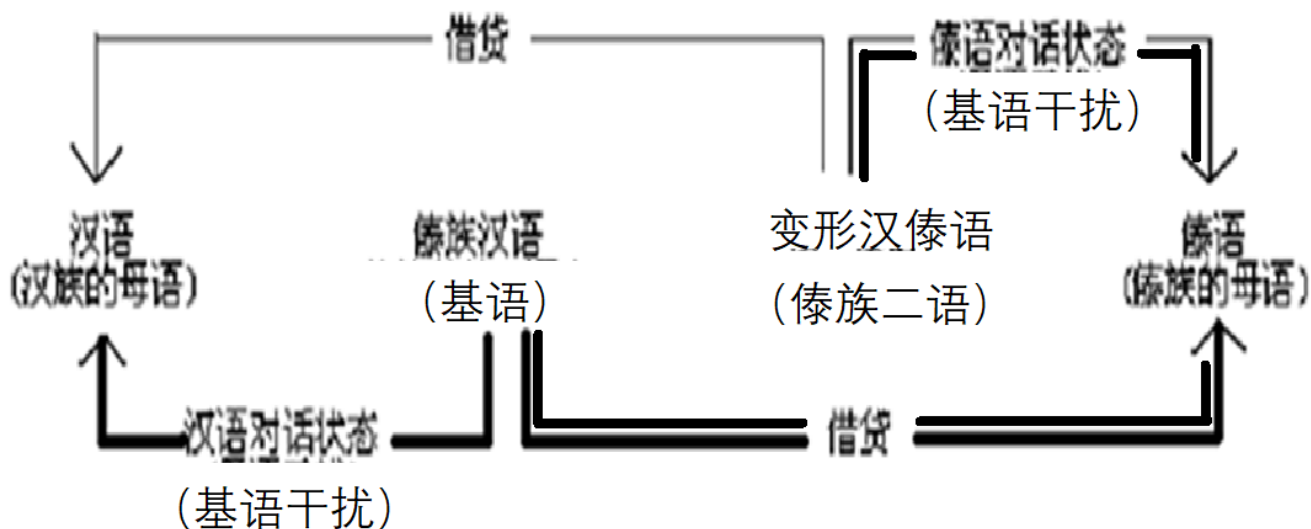 借贷
傣语对话状态
(基语干扰)
汉语
(汉族的母语)
傣族汉语
(基语)
变形汉傣语
(傣族二语)
傣语
(傣族的母语)
汉语对话状态
(基语干扰)
借贷